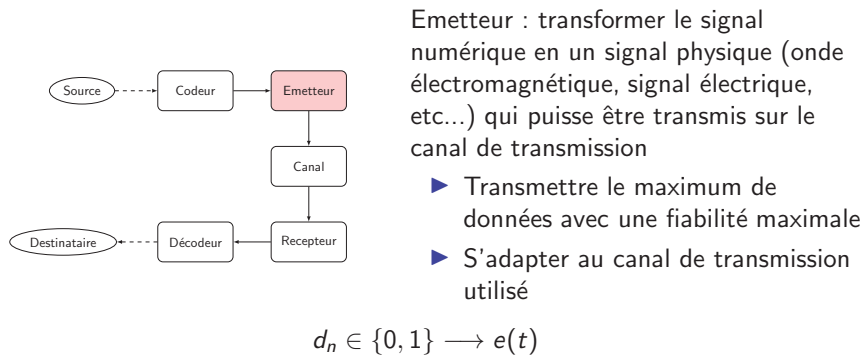 Source
Codeur
Emetteur
Canal
Recepteur
Décodeur
Destinataire
Emetteur : transformer le signal
numérique en un signal physique (onde
électromagnétique, signal électrique,
etc...) qui puisse être transmis sur le
canal de transmission
▶ Transmettre le maximum de
données avec une fiabilité maximale
▶ S'adapter au canal de transmission
utilisé
d_n ∈ {0, 1} ⟶ e(t)